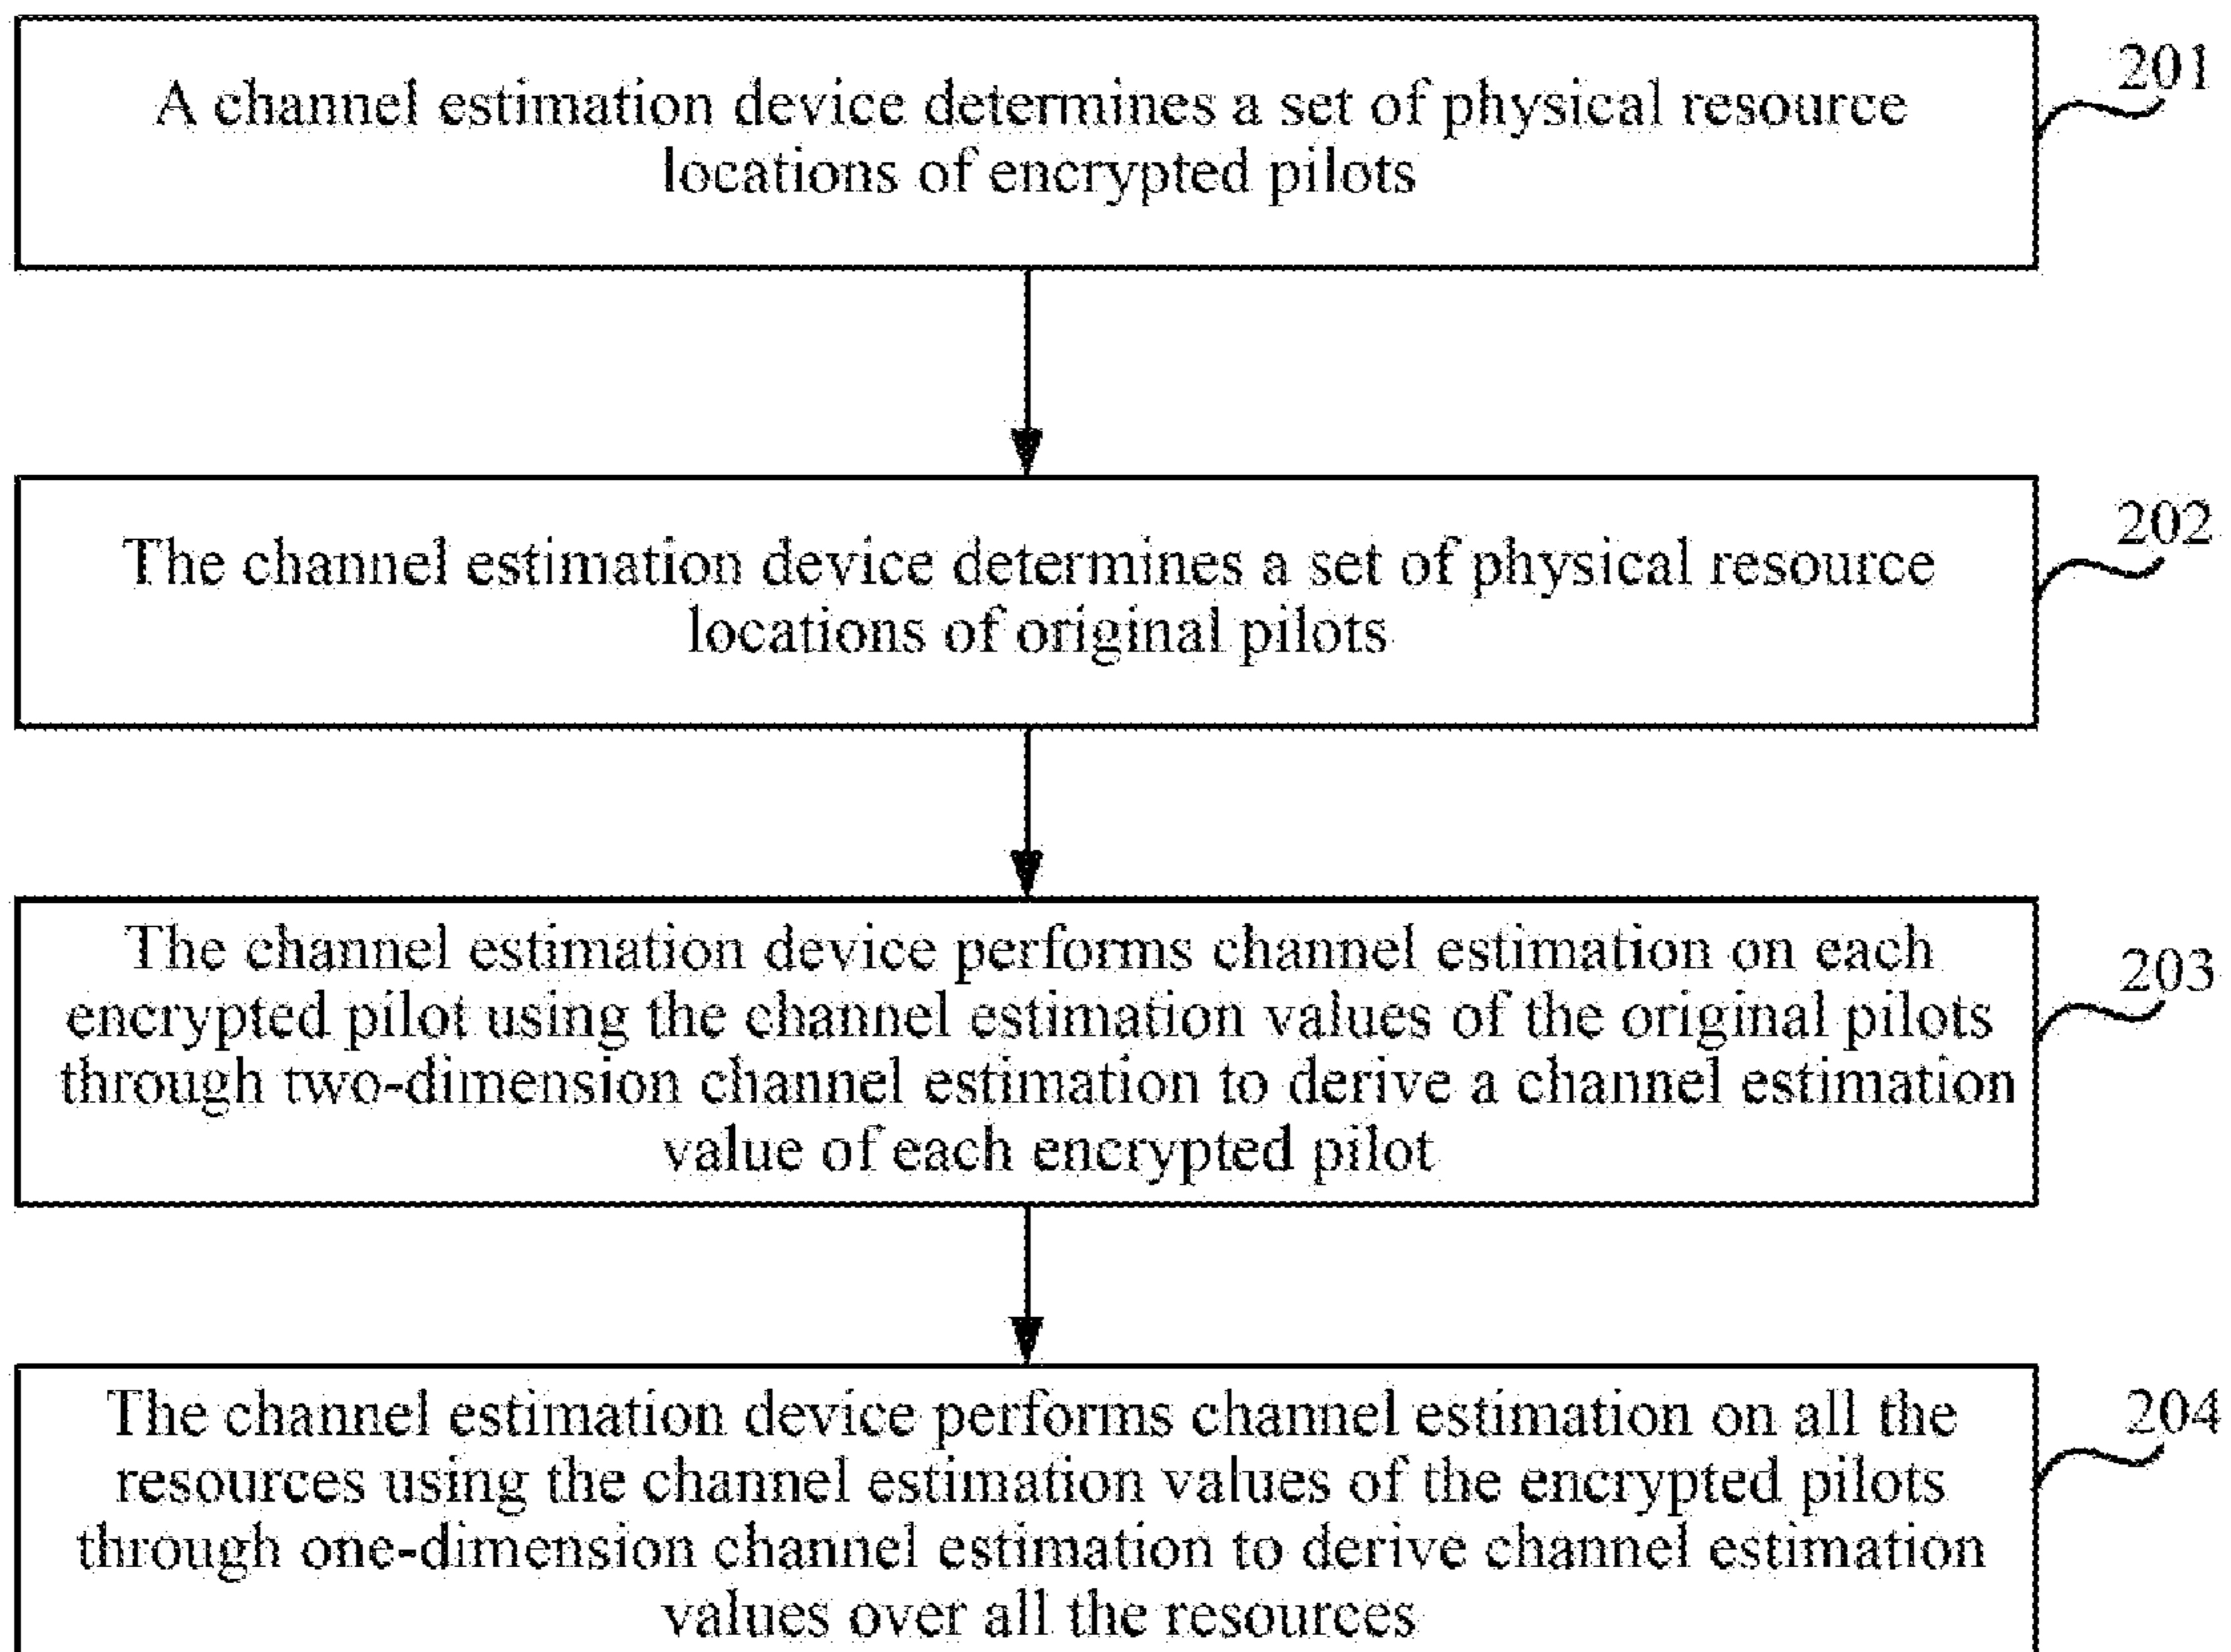 A channel estimation device determines a set of physical resource
locations of encrypted pilots
201
The channel estimation device determines a set of physical resource
locations of original pilots
202
The channel estimation device performs channel estimation on each
encrypted pilot using the channel estimation values of the original pilots
through two-dimension channel estimation to derive a channel estimation
value of each encrypted pilot
203
The channel estimation device performs channel estimation on all the
resources using the channel estimation values of the encrypted pilots
through one-dimension channel estimation to derive channel estimation
values over all the resources
204